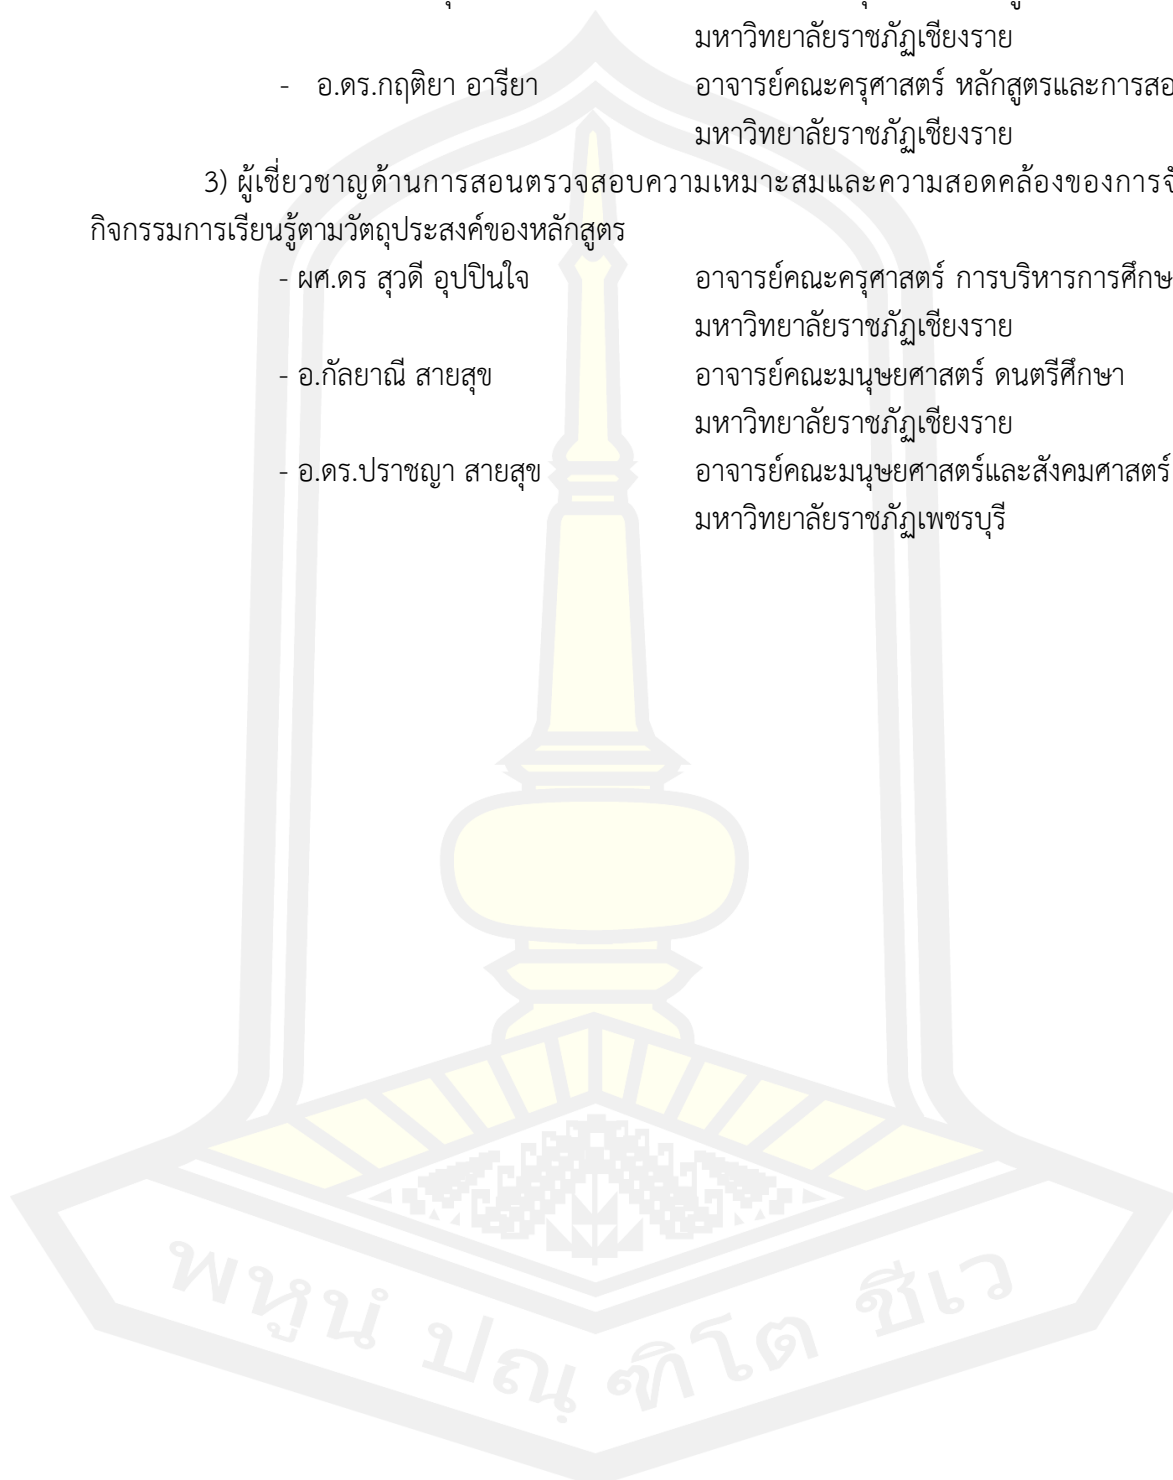 มหาวิทยาลัยราชภัฏเชียงราย
- อ.ดร.กฤติยา อารียา อาจารย์คณะครุศาสตร์ หลักสูตรและการสอ
มหาวิทยาลัยราชภัฏเชียงราย
3) ผู้เชี่ยวชาญด้านการสอนตรวจสอบความเหมาะสมและความสอดคล้องของการจั
กิจกรรมการเรียนรู้ตามวัตถุประสงค์ของหลักสูตร
- ผศ.ดร สุวดี อุปปินใจ อาจารย์คณะครุศาสตร์ การบริหารการศึกษ
มหาวิทยาลัยราชภัฏเชียงราย
- อ.กัลยาณี สายสุข อาจารย์คณะมนุษยศาสตร์ ดนตรีศึกษา
มหาวิทยาลัยราชภัฏเชียงราย
- อ.ดร.ปราชญา สายสุข อาจารย์คณะมนุษยศาสตร์และสังคมศาสตร์
มหาวิทยาลัยราชภัฏเพชรบุรี
พหูนํ ปณฺฑิโต ชีเว